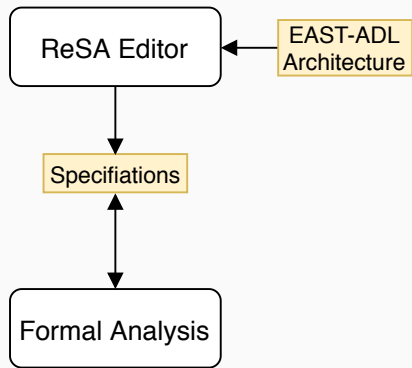 ReSA Editor
EAST-ADL
Architecture
Specifiations
Formal Analysis